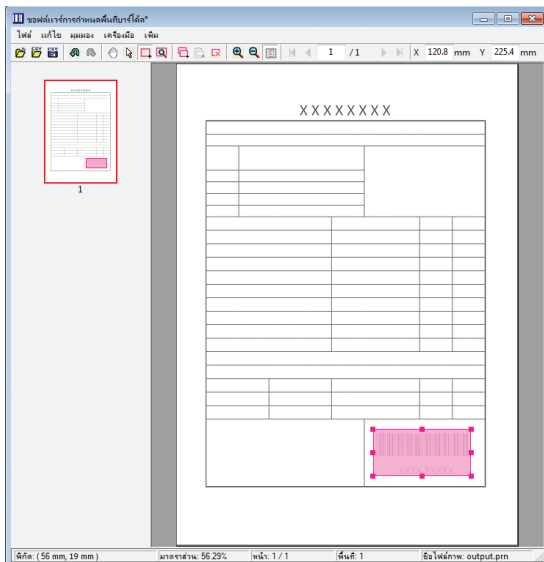 ซอฟต์แวร์การกำหนดพื้นที่บาร์โค้ด*
ไฟล์ แก้ไข มุมมอง เครื่องมือ เพิ่ม
1 /1 X 120.8 mm Y 225.4 mm
XXXXXXXX
1
XXXXXXXX
XXXX XXXXX
พิกัด: ( 56 mm, 19 mm ) มาตราส่วน: 56.29% หน้า: 1 / 1 พื้นที่: 1 ชื่อไฟล์ภาพ: output.prn